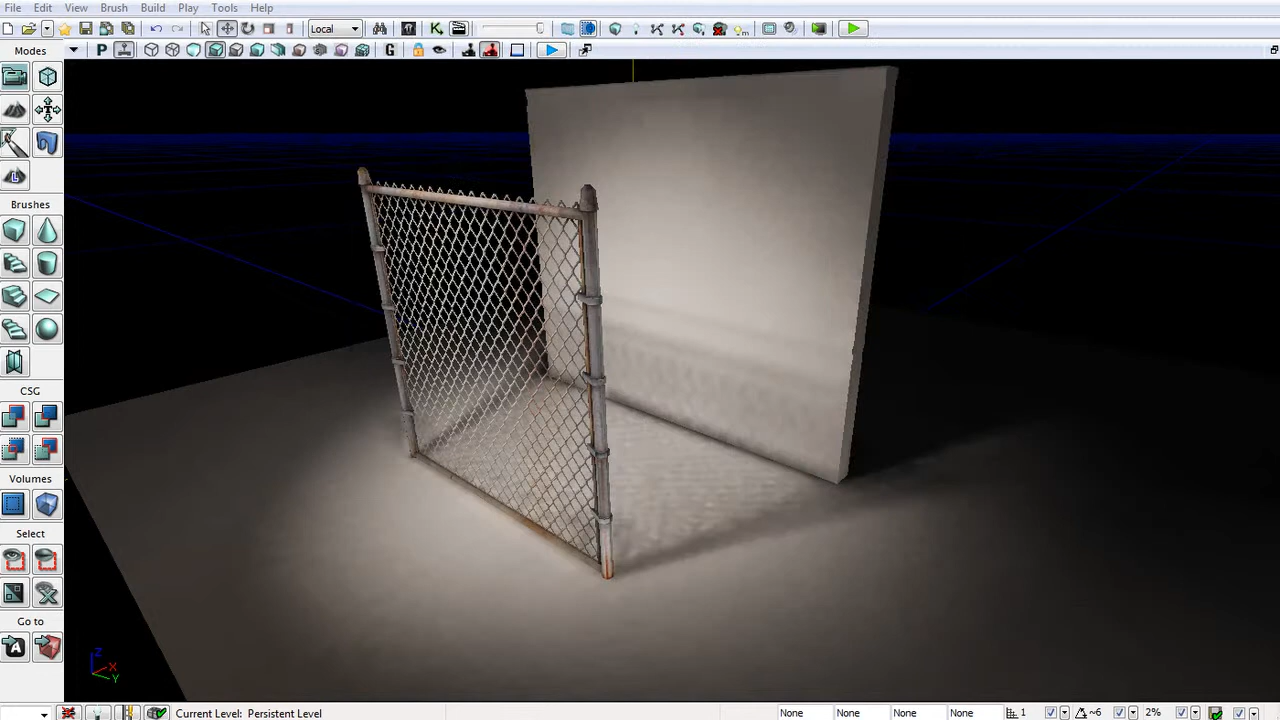 File Edit View Brush Build Play Tools Help
Local
Modes
P G
L
Brushes
CSG
Volumes
Select
Go to
A
Z
X
Y
Current Level: Persistent Level None None None None 1 ~6 2%